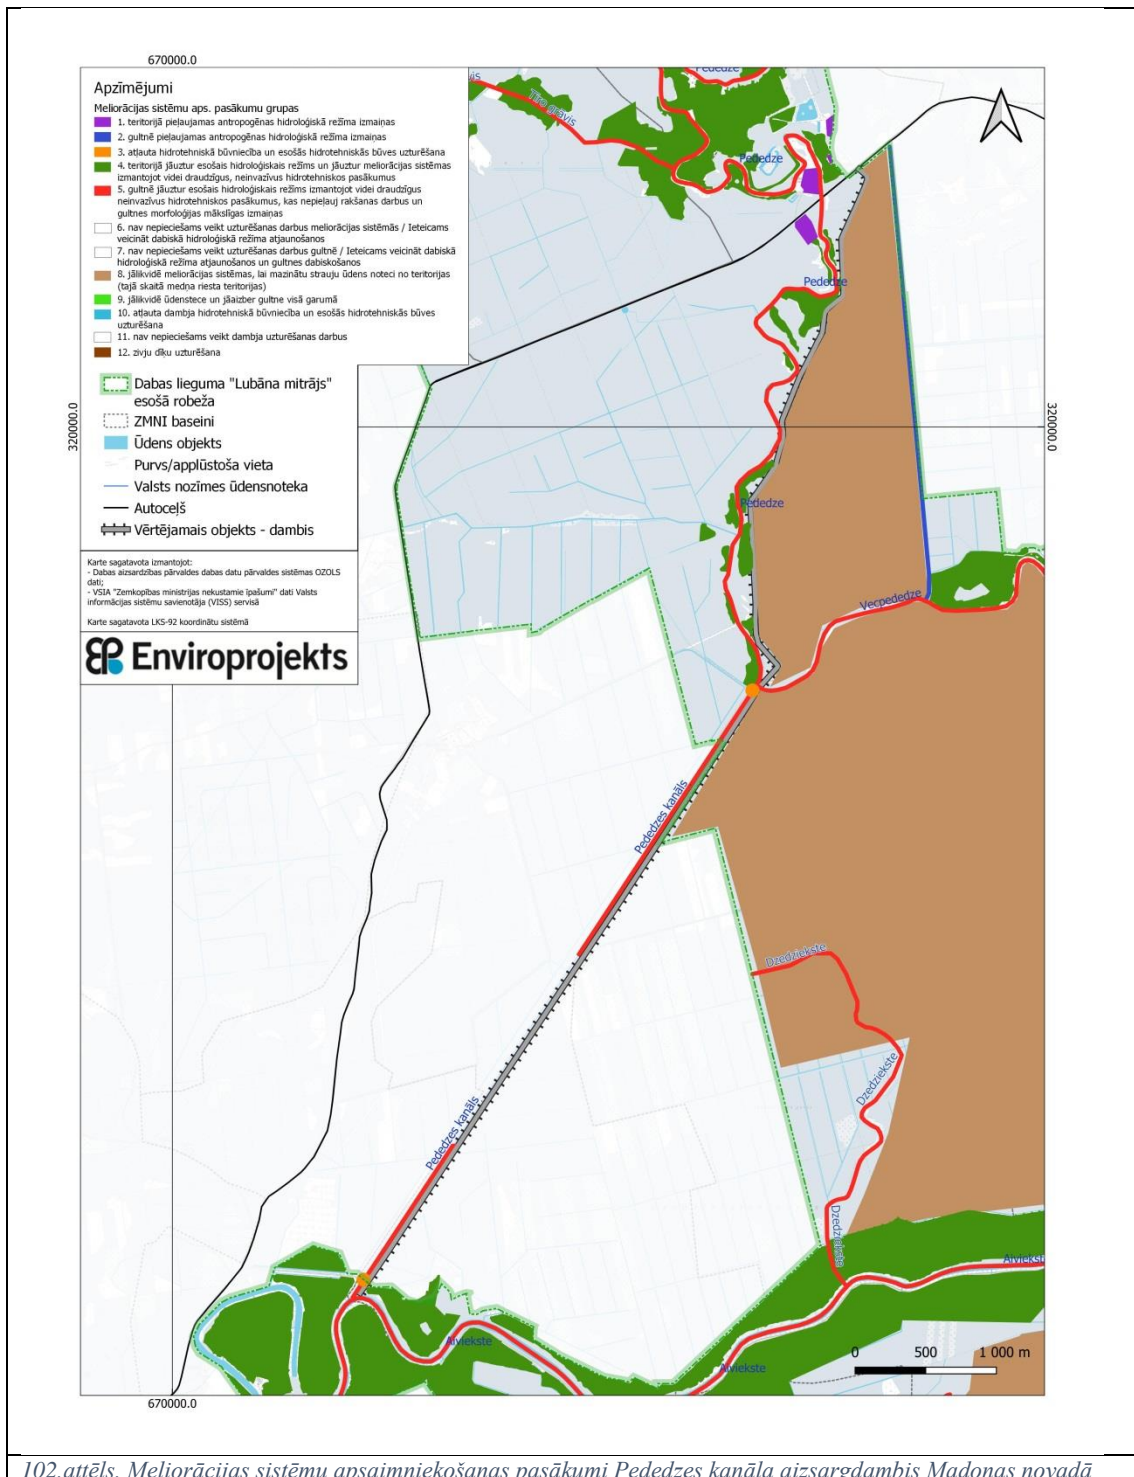 670000.0
Apzīmējumi
Meliorācijas sistēmu aps. pasākumu grupas
1. teritorijā pieļaujamas antropogēnas hidroloģiskā režīma izmaiņas
2. gultnē pieļaujamas antropogēnas hidroloģiskā režīma izmaiņas
3. atļauta hidrotehniskā būvniecība un esošās hidrotehniskās būves uzturēšana
4. teritorijā jāuztur esošais hidroloģiskais režīms un jāuztur meliorācijas sistēmas
izmantojot videi draudzīgus, neinvazīvus hidrotehniskos pasākumus
5. gultnē jāuztur esošais hidroloģiskais režīms izmantojot videi draudzīgus
neinvazīvus hidrotehniskos pasākumus, kas nepieļauj rakšanas darbus un
gultnes morfoloģijas mākslīgas izmaiņas
6. nav nepieciešams veikt uzturēšanas darbus meliorācijas sistēmās / Ieteicams
veicināt dabiskā hidroloģiskā režīma atjaunošanos
7. nav nepieciešams veikt uzturēšanas darbus gultnē / Ieteicams veicināt dabiskā
hidroloģiskā režīma atjaunošanos un gultnes dabiskošanos
8. jālikvidē meliorācijas sistēmas, lai mazinātu strauju ūdens noteci no teritorijas
(tajā skaitā medņa riesta teritorijas)
9. jālikvidē ūdenstece un jāaizber gultne visā garumā
10. atļauta dambja hidrotehniskā būvniecība un esošās hidrotehniskās būves
uzturēšana
11. nav nepieciešams veikt dambja uzturēšanas darbus
12. zivju dīķu uzturēšana
Dabas lieguma "Lubāna mitrājs"
esošā robeža
ZMNI baseini
Ūdens objekts
Purvs/applūstoša vieta
Valsts nozīmes ūdensnoteka
Autoceļš
Vērtējamais objekts - dambis
Karte sagatavota izmantojot:
- Dabas aizsardzības pārvaldes dabas datu pārvaldes sistēmas OZOLS
dati;
- VSIA "Zemkopības ministrijas nekustamie īpašumi" dati Valsts
informācijas sistēmu savienotāja (VISS) servisā
Karte sagatavota LKS-92 koordinātu sistēmā
Enviroprojekts
320000.0
320000.0
Pededze
Tīro grāvis
Pededze
Pededze
Pededze
Vecpededze
Pededzes kanāls
Dzedziekste
Dzedziekste
Pededzes kanāls
Dzedziekste
Aiviekste
Aiviekste
Aiviekste
0 500 1 000 m
670000.0
102.attēls. Meliorācijas sistēmu apsaimniekošanas pasākumi Pededzes kanāla aizsargdambis Madonas novadā